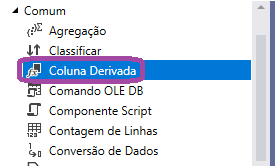 Comum
Agregação
Classificar
Coluna Derivada
Comando OLE DB
Componente Script
Contagem de Linhas
Conversão de Dados